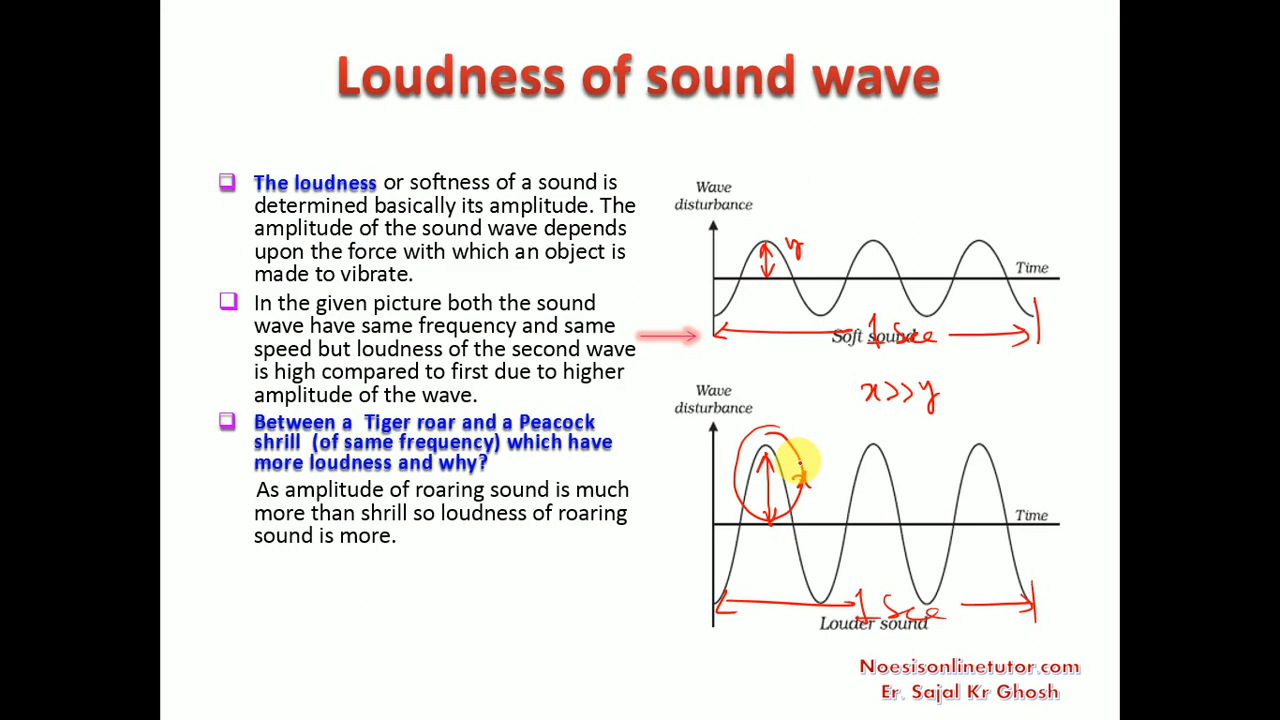 Loudness of sound wave
The loudness or softness of a sound is
determined basically its amplitude. The
amplitude of the sound wave depends
upon the force with which an object is
made to vibrate.
In the given picture both the sound
wave have same frequency and same
speed but loudness of the second wave
is high compared to first due to higher
amplitude of the wave.
Between a Tiger roar and a Peacock
shrill (of same frequency) which have
more loudness and why?
As amplitude of roaring sound is much
more than shrill so loudness of roaring
sound is more.
Wave
disturbance
y
Time
1 Sec
Soft sound
x>>y
Wave
disturbance
x
Time
1 Sec
Louder sound
Noesisonlinetutor.com
Er. Sajal Kr Ghosh